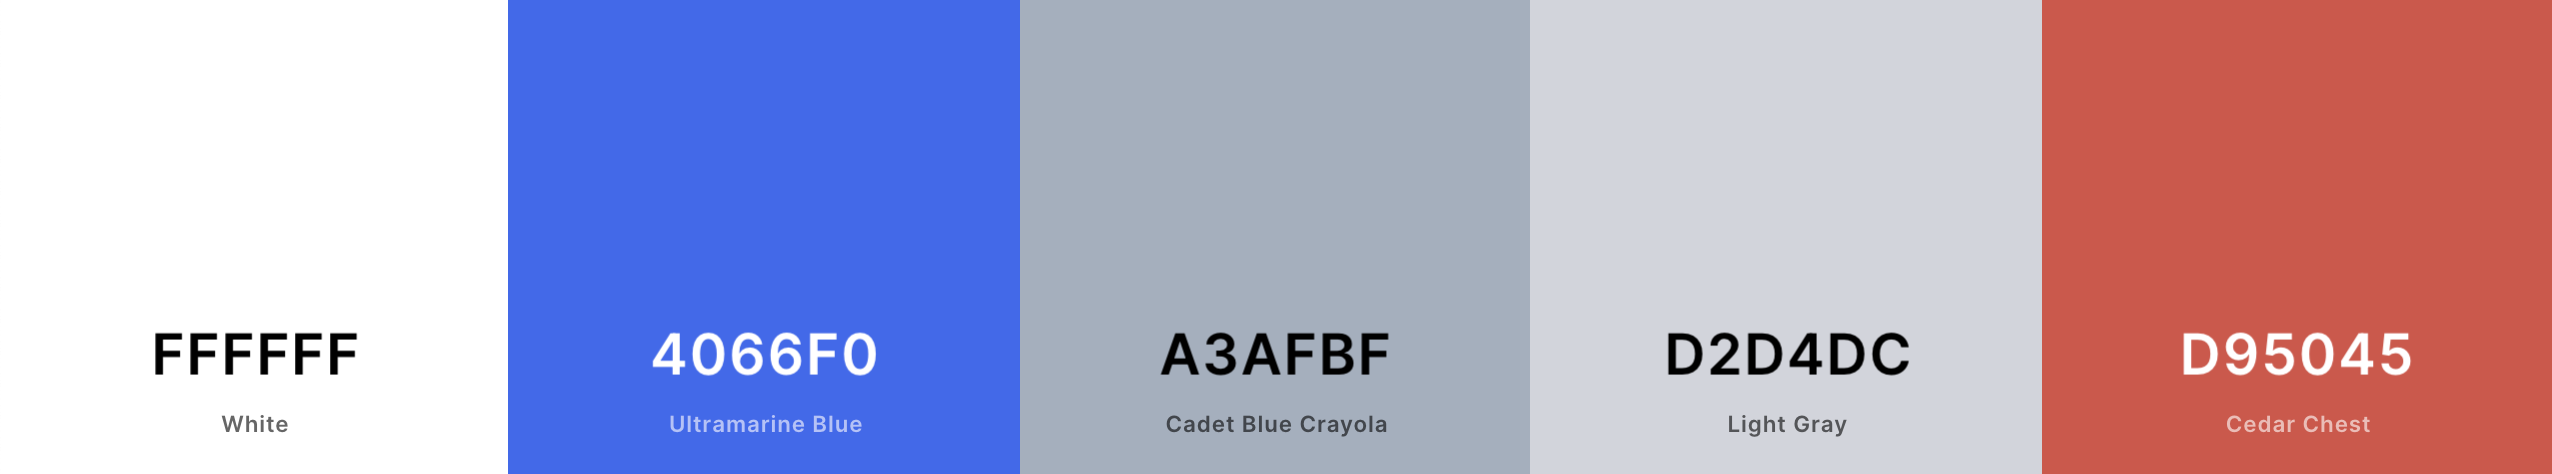 FFFFFF
White
4066F0
Ultramarine Blue
A3AFBF
Cadet Blue Crayola
D2D4DC
Light Gray
D95045
Cedar Chest